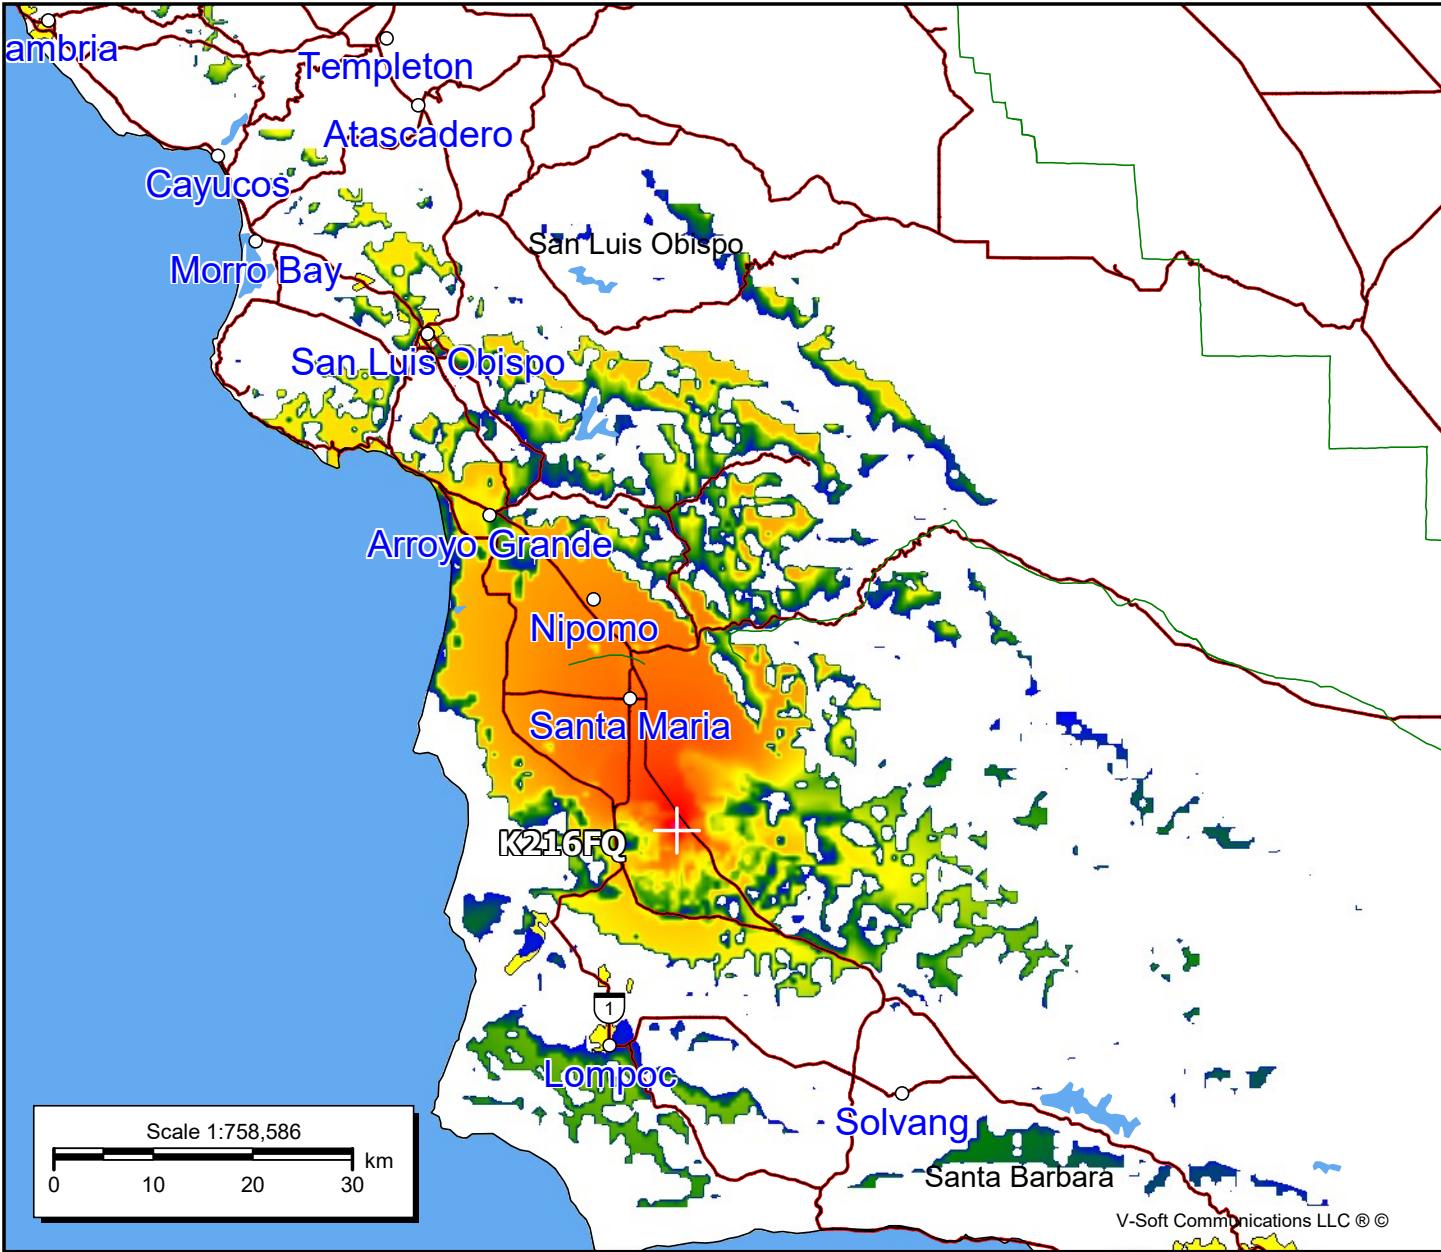 ambria
Templeton
Atascadero
Cayucos
San Luis Obispo
Morro Bay
San Luis Obispo
Arroyo Grande
Nipomo
Santa Maria
K216FQ
1
Lompoc
Solvang
Santa Barbara
Scale 1:758,586
km
0 10 20 30
V-Soft Communications LLC ® ©